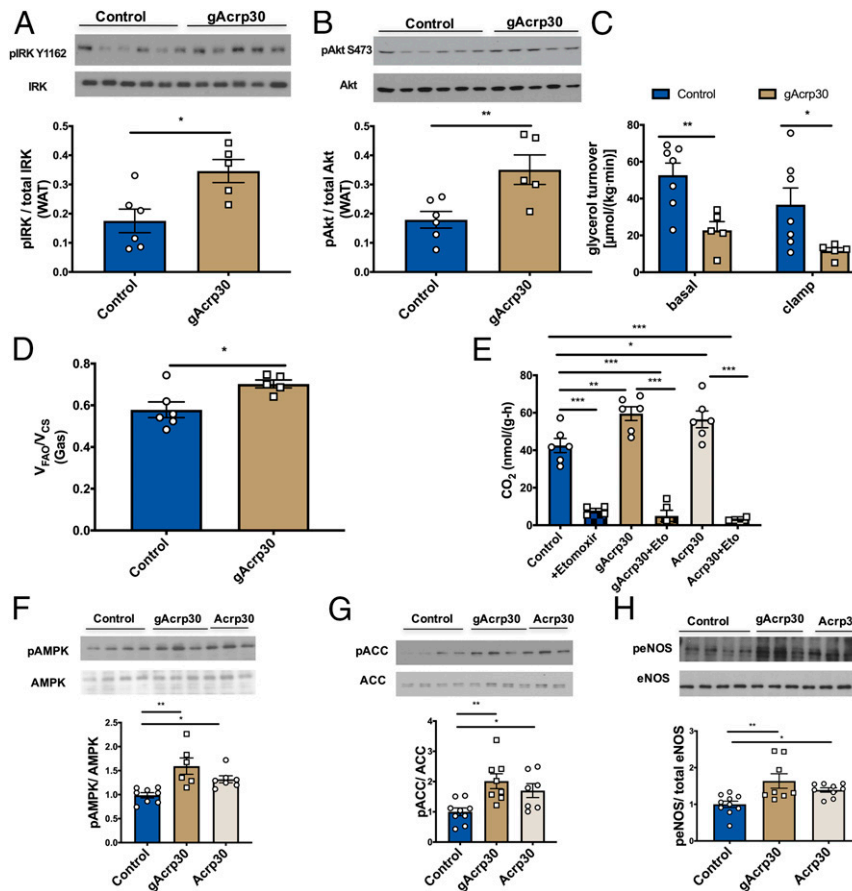 A
Control gAcrp30
pIRK Y1162
IRK
*
0.5
0.4
0.3
0.2
0.1
0.0
pIRK / total IRK
(WAT)
Control
gAcrp30
B
Control gAcrp30
pAkt S473
Akt
**
0.5
0.4
0.3
0.2
0.1
0.0
pAkt / total Akt
(WAT)
Control
gAcrp30
C
Control gAcrp30
** *
80
60
40
20
0
glycerol turnover
[µmol/(kg·min)]
basal
clamp
D
*
0.8
0.6
0.4
0.2
0.0
VFAO/VCS
(Gas)
Control
gAcrp30
E
***
*
***
** *** ***
***
80
60
40
20
0
CO2 (nmol/(g-h)
Control
+Etomoxir
gAcrp30
gAcrp30+Eto
Acrp30
Acrp30+Eto
F
Control gAcrp30 Acrp30
pAMPK
AMPK
**
*
2.5
2.0
1.5
1.0
0.5
0.0
pAMPK/ AMPK
Control
gAcrp30
Acrp30
G
Control gAcrp30 Acrp30
pACC
ACC
**
*
4
3
2
1
0
pACC/ ACC
Control
gAcrp30
Acrp30
H
Control gAcrp30 Acrp3
peNOS
eNOS
**
*
3
2
1
0
peNOS/ total eNOS
Control
gAcrp30
Acrp30